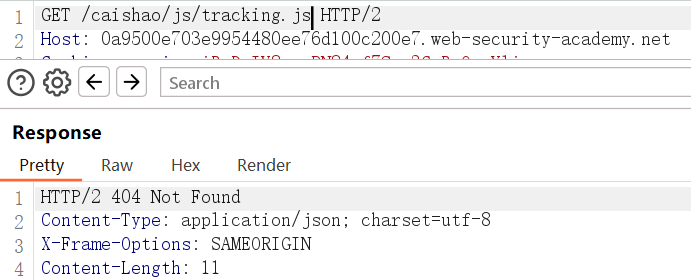 1 GET /caishao/js/tracking.js HTTP/2
2 Host: 0a9500e703e9954480ee76d100c200e7.web-security-academy.net
Search
Response
Pretty Raw Hex Render
1 HTTP/2 404 Not Found
2 Content-Type: application/json; charset=utf-8
3 X-Frame-Options: SAMEORIGIN
4 Content-Length: 11